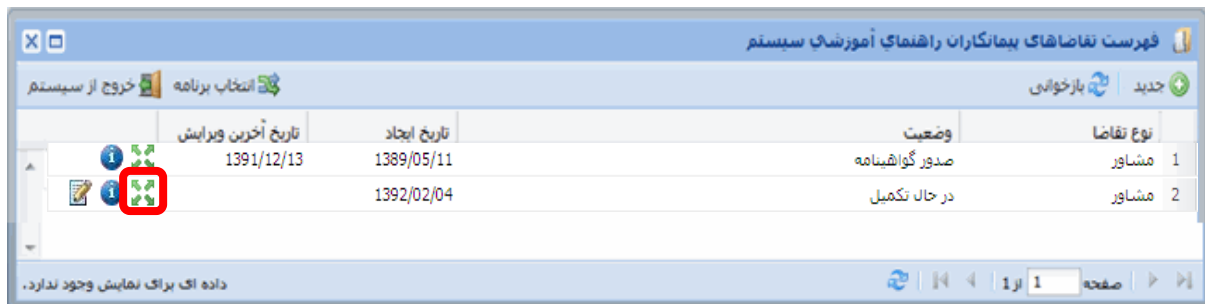 فهرست تقاضاهای پیمانکاران راهنمای آموزشی سیستم
جدید بازخوانی انتخاب برنامه خروج از سیستم
نوع تقاضا وضعیت تاریخ ایجاد تاریخ آخرین ویرایش
1 مشاور صدور گواهینامه 1389/05/11 1391/12/13
2 مشاور در حال تکمیل 1392/02/04
صفحه 1 از 1 داده ای برای نمایش وجود ندارد.